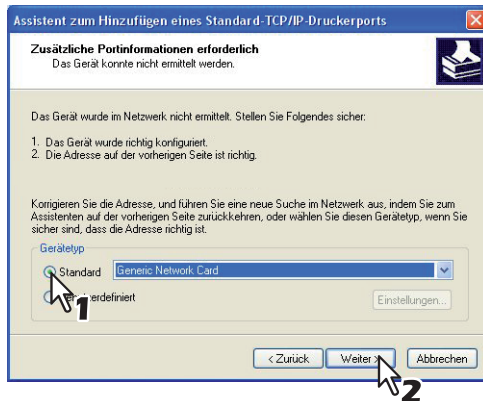 Assistent zum Hinzufügen eines Standard-TCP/IP-Druckerports
Zusätzliche Portinformationen erforderlich
Das Gerät konnte nicht ermittelt werden.
Das Gerät wurde im Netzwerk nicht ermittelt. Stellen Sie Folgendes sicher:
1. Das Gerät wurde richtig konfiguriert.
2. Die Adresse auf der vorherigen Seite ist richtig.
Korrigieren Sie die Adresse, und führen Sie eine neue Suche im Netzwerk aus, indem Sie zum
Assistenten auf der vorherigen Seite zurückkehren, oder wählen Sie diesen Gerätetyp, wenn Sie
sicher sind, dass die Adresse richtig ist.
Gerätetyp
Standard Generic Network Card
1
Einstellungen...
< Zurück Weiter > Abbrechen
2